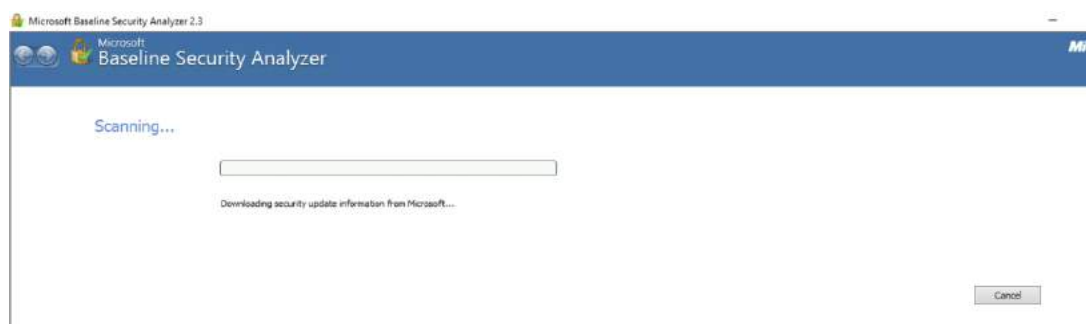 Microsoft Baseline Security Analyzer 2.3
Microsoft
Baseline Security Analyzer
Mi
Scanning...
Downloading security update information from Microsoft...
Cancel